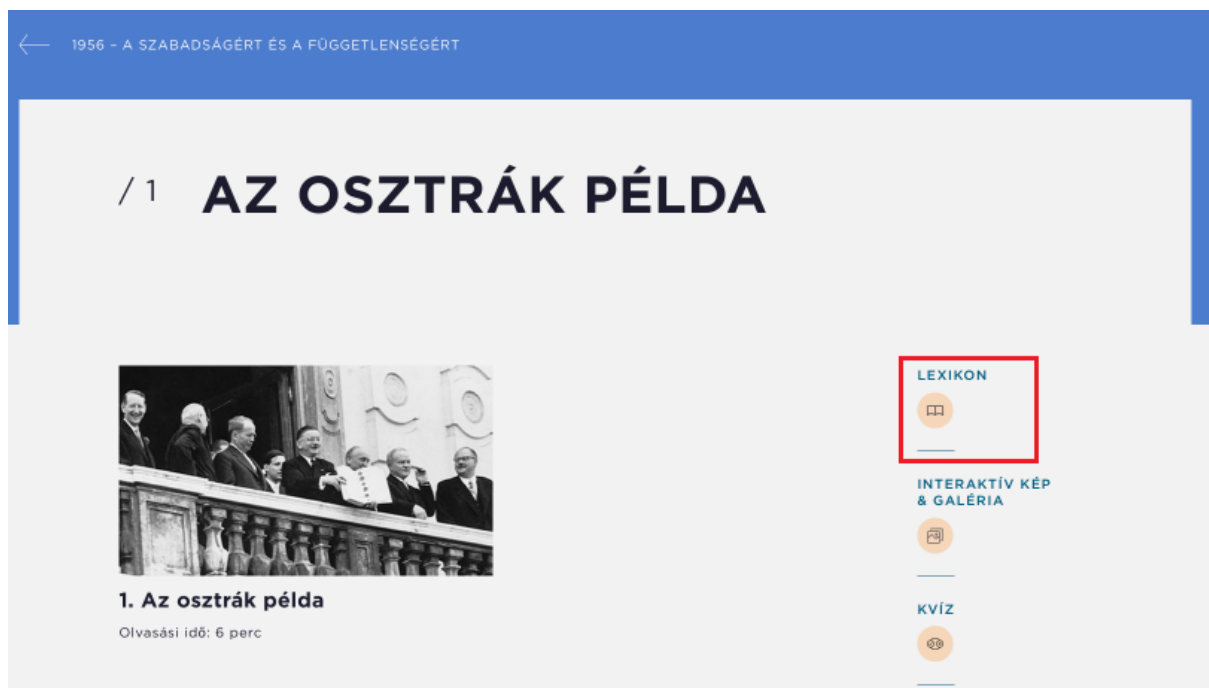 1956 – A SZABADSÁGÉRT ÉS A FÜGGETLENSÉGÉRT
/ 1 AZ OSZTRÁK PÉLDA
1. Az osztrák példa
Olvasási idő: 6 perc
LEXIKON
INTERAKTÍV KÉP
& GALÉRIA
KVÍZ